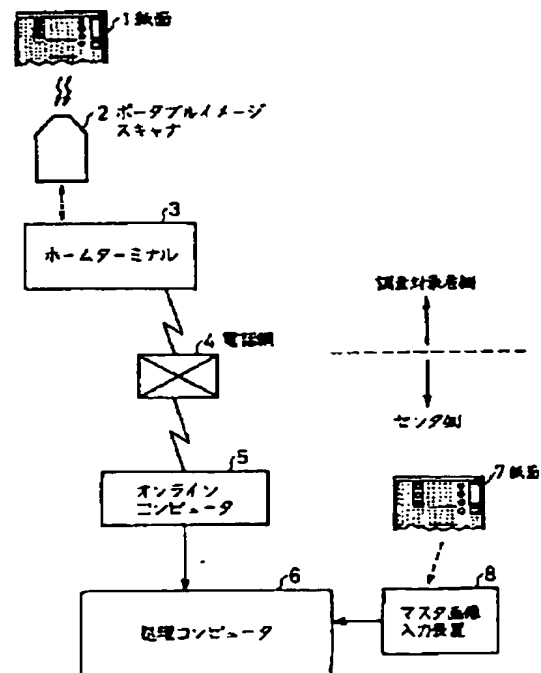 1 紙面
2 ポータブルイメージ
スキャナ
3
ホームターミナル
調査対象者側
4 電話網
センタ側
5
オンライン
コンピュータ
7 紙面
6
処理コンピュータ
8
マスタ画像
入力装置